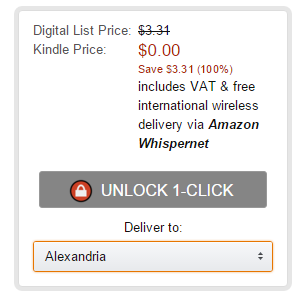 Digital List Price: $3.31
Kindle Price: $0.00
Save $3.31 (100%)
includes VAT & free
international wireless
delivery via Amazon
Whispernet
UNLOCK 1-CLICK
Deliver to:
Alexandria